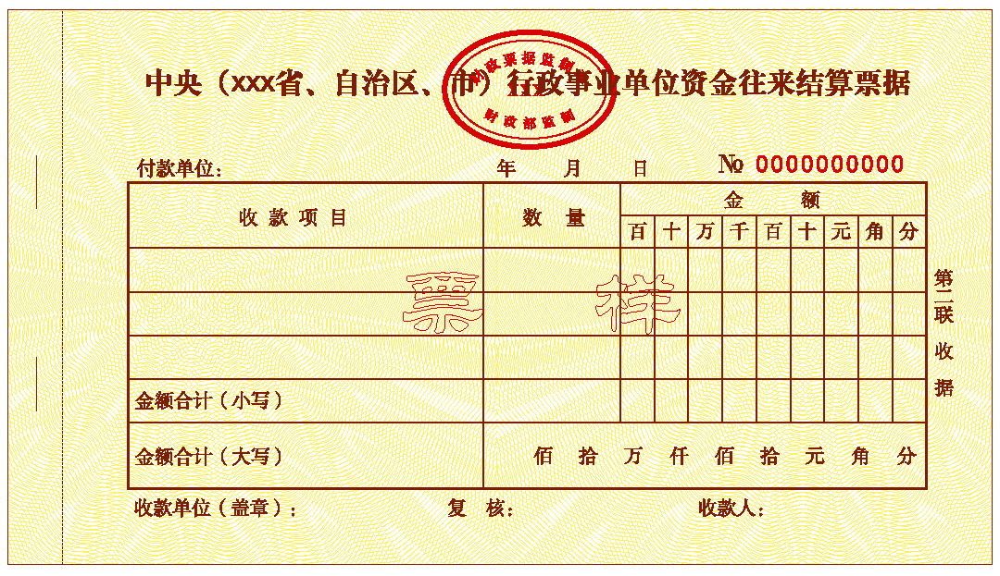 财政票据监制
中央（xxx省、自治区、市）行政事业单位资金往来结算票据
财政部监制
付款单位： 年 月 日 № 0000000000
收款项目 数量 金额
百 十 万 千 百 十 元 角 分
票样
第二联 收据
金额合计（小写）
金额合计（大写） 佰 拾 万 仟 佰 拾 元 角 分
收款单位（盖章）： 复核： 收款人：